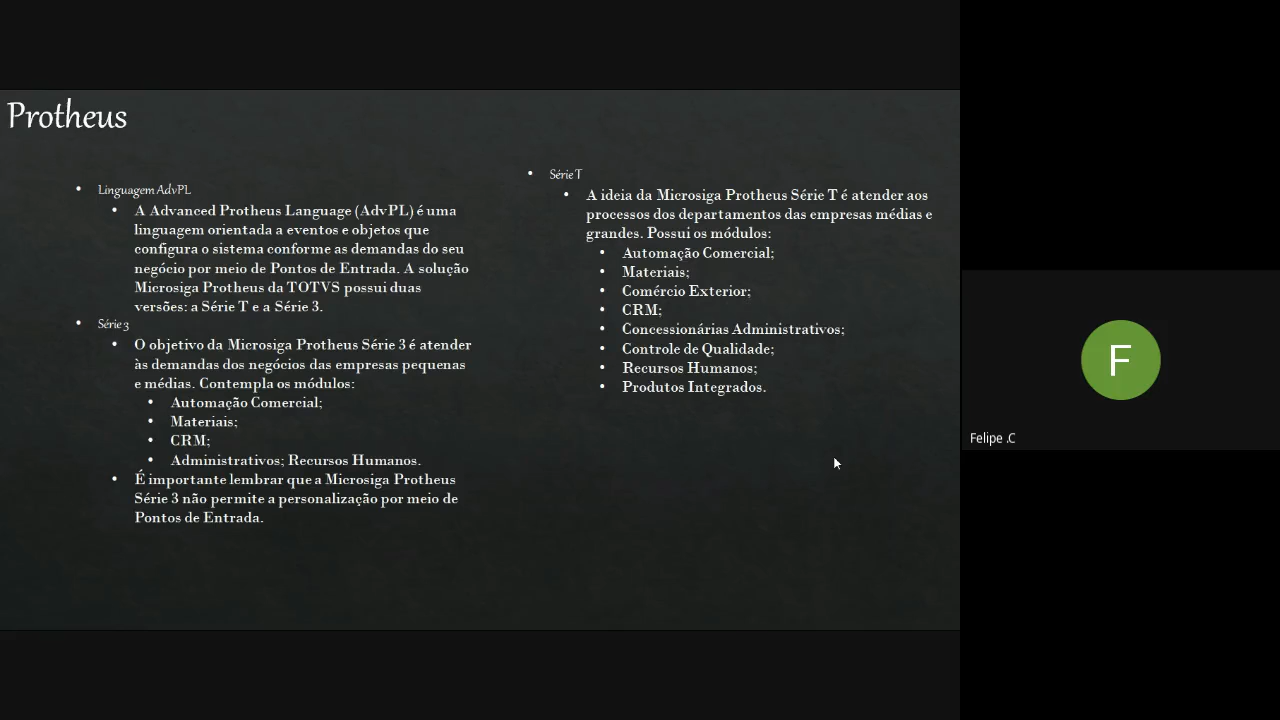 Protheus
• Linguagem AdvPL
• A Advanced Protheus Language (AdvPL) é uma
linguagem orientada a eventos e objetos que
configura o sistema conforme as demandas do seu
negócio por meio de Pontos de Entrada. A solução
Microsiga Protheus da TOTVS possui duas
versões: a Série T e a Série 3.
• Série 3
• O objetivo da Microsiga Protheus Série 3 é atender
às demandas dos negócios das empresas pequenas
e médias. Contempla os módulos:
• Automação Comercial;
• Materiais;
• CRM;
• Administrativos; Recursos Humanos.
• É importante lembrar que a Microsiga Protheus
Série 3 não permite a personalização por meio de
Pontos de Entrada.
• Série T
• A ideia da Microsiga Protheus Série T é atender aos
processos dos departamentos das empresas médias e
grandes. Possui os módulos:
• Automação Comercial;
• Materiais;
• Comércio Exterior;
• CRM;
• Concessionárias Administrativos;
• Controle de Qualidade;
• Recursos Humanos;
• Produtos Integrados.
F
Felipe .C